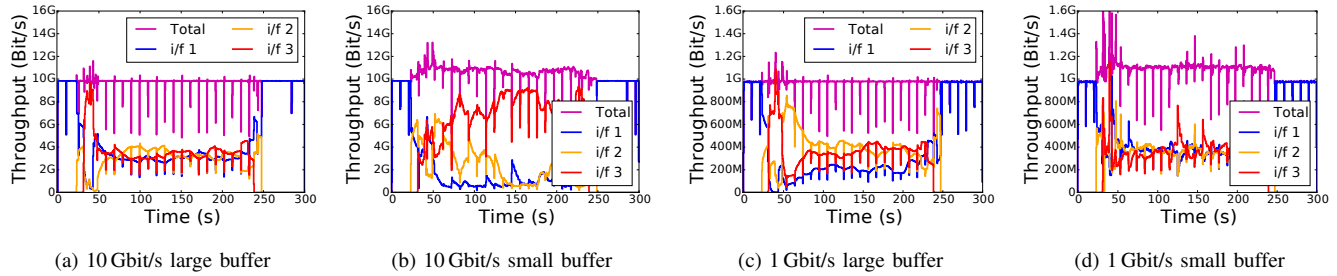 16G
14G
12G
10G
8G
6G
4G
2G
0
0 50 100 150 200 250 300
Throughput (Bit/s)
Time (s)
Total
i/f 1
i/f 2
i/f 3
(a) 10 Gbit/s large buffer
16G
14G
12G
10G
8G
6G
4G
2G
0
0 50 100 150 200 250 300
Throughput (Bit/s)
Time (s)
Total
i/f 1
i/f 2
i/f 3
(b) 10 Gbit/s small buffer
1.6G
1.4G
1.2G
1G
800M
600M
400M
200M
0
0 50 100 150 200 250 300
Throughput (Bit/s)
Time (s)
Total
i/f 1
i/f 2
i/f 3
(c) 1 Gbit/s large buffer
1.6G
1.4G
1.2G
1G
800M
600M
400M
200M
0
0 50 100 150 200 250 300
Throughput (Bit/s)
Time (s)
Total
i/f 1
i/f 2
i/f 3
(d) 1 Gbit/s small buffer